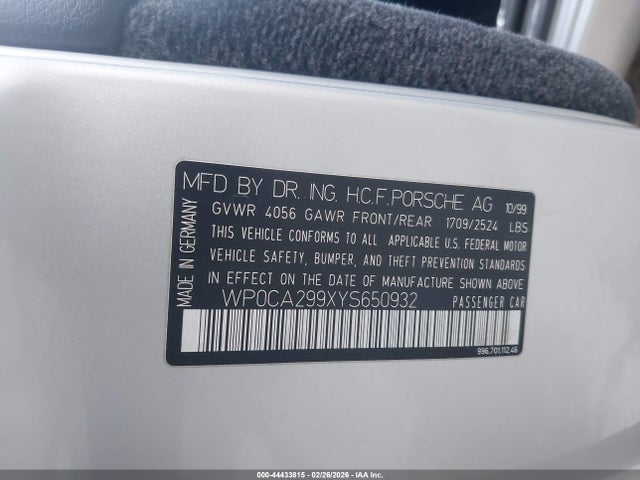 MFD BY DR. ING. H.C.F. PORSCHE AG 10/99
GVWR 4056 GAWR FRONT/REAR 1709/2524 LBS
THIS VEHICLE CONFORMS TO ALL APPLICABLE U.S. FEDERAL MOTOR
VEHICLE SAFETY, BUMPER, AND THEFT PREVENTION STANDARDS
IN EFFECT ON THE DATE OF MANUFACTURE SHOWN ABOVE
WP0CA299XYS650932 PASSENGER CAR
996.701.112.46
MADE IN GERMANY
000-44433815 - 02/26/2026 - IAA Inc.